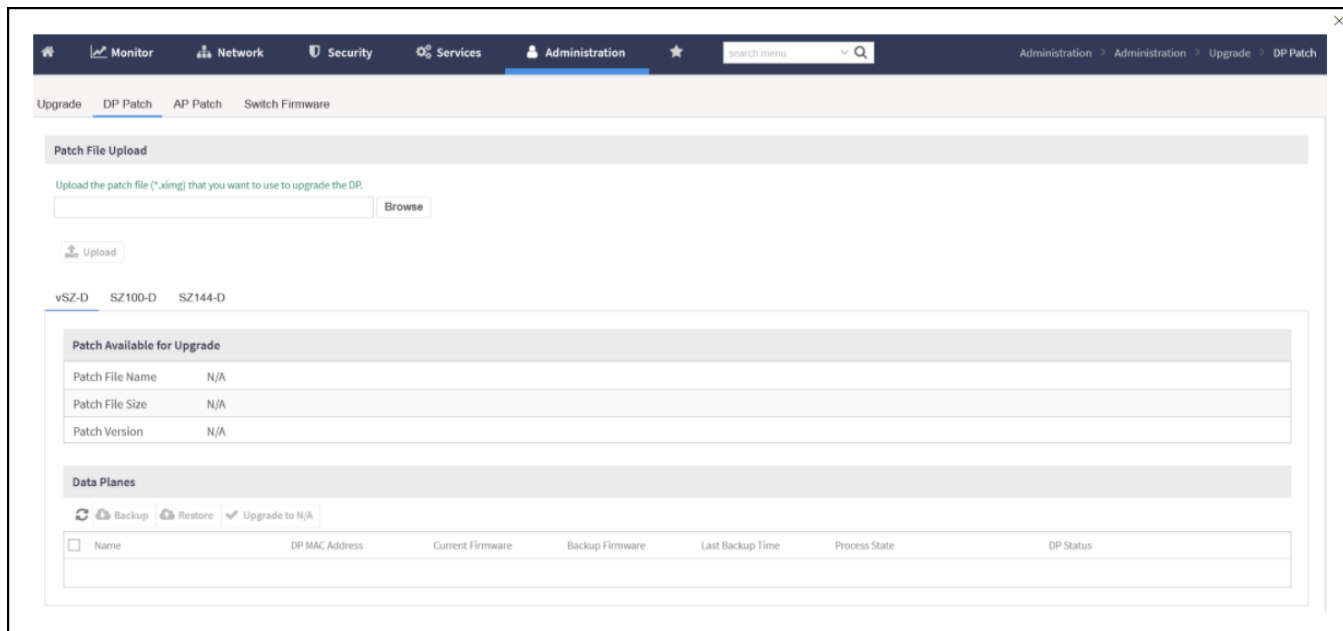 Monitor Network Security Services Administration search menu Administration > Administration > Upgrade > DP Patch
Upgrade DP Patch AP Patch Switch Firmware
Patch File Upload
Upload the patch file (*.ximg) that you want to use to upgrade the DP.
Browse
Upload
vSZ-D SZ100-D SZ144-D
Patch Available for Upgrade
Patch File Name N/A
Patch File Size N/A
Patch Version N/A
Data Planes
Backup Restore Upgrade to N/A
Name DP MAC Address Current Firmware Backup Firmware Last Backup Time Process State DP Status